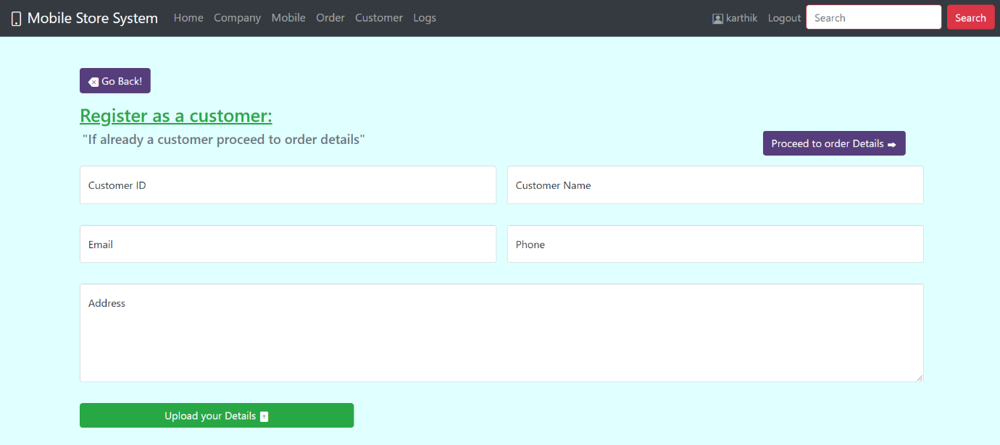 Mobile Store System Home Company Mobile Order Customer Logs karthik Logout Search Search
Go Back!
Register as a customer:
"If already a customer proceed to order details"
Proceed to order Details
Customer ID Customer Name
Email Phone
Address
Upload your Details